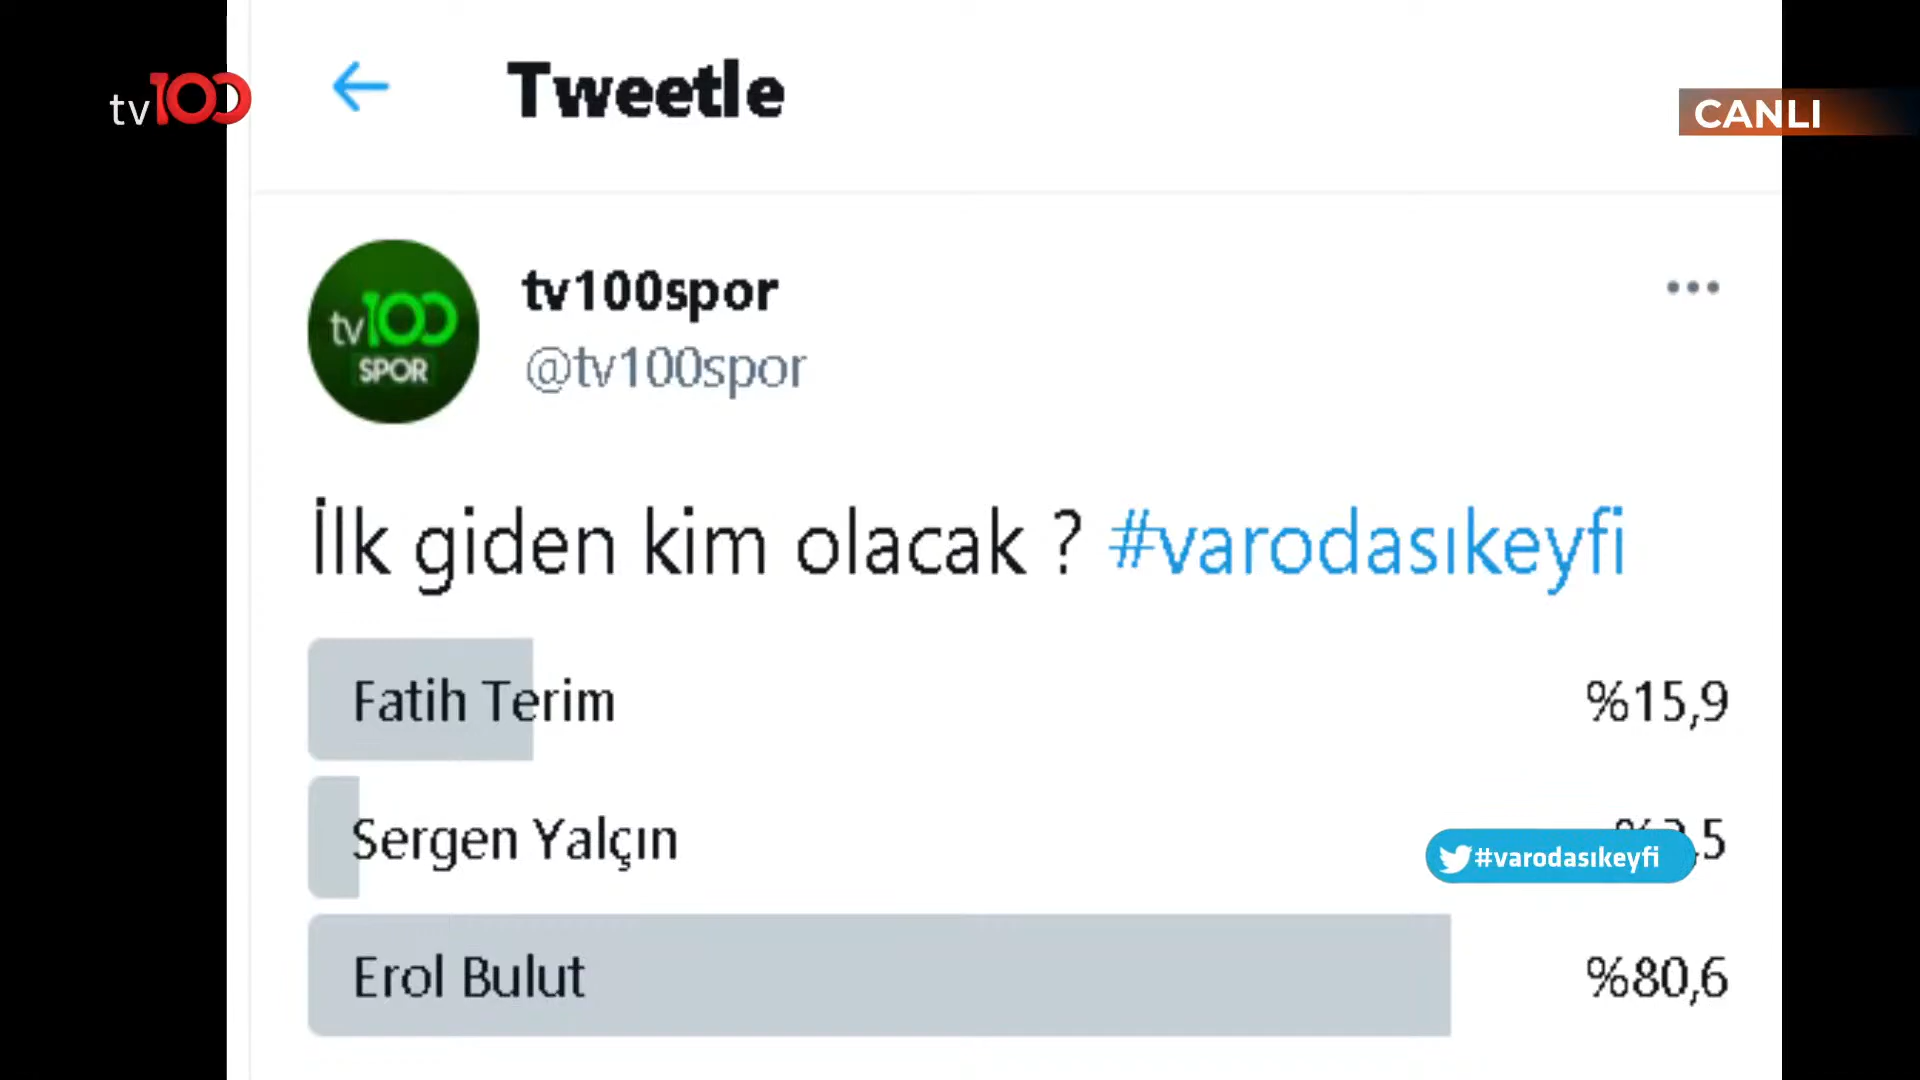 tv100
Tweetle
CANLI
tv100spor
@tv100spor
tv100
SPOR
İlk giden kim olacak ? #varodasıkeyfi
Fatih Terim %15,9
Sergen Yalçın
#varodasıkeyfi
Erol Bulut %80,6